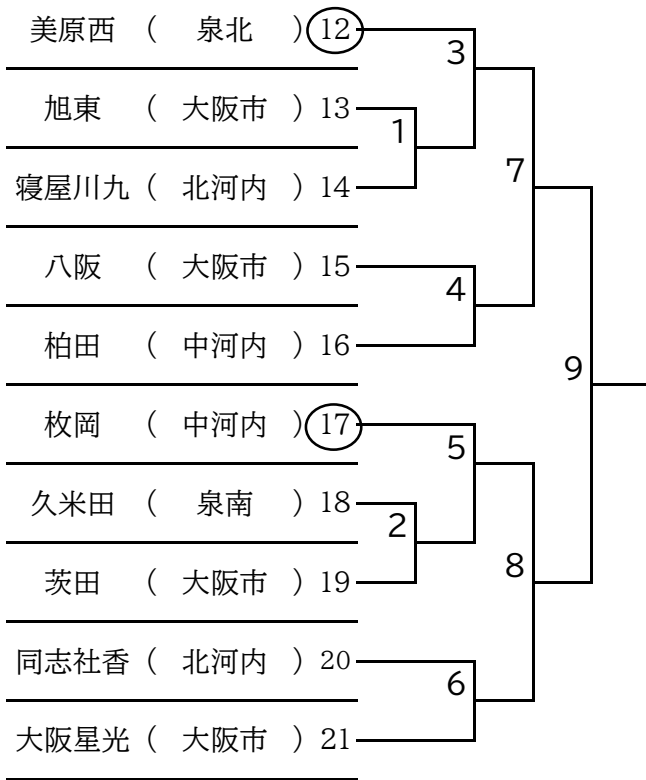 美原西 ( 泉北 ) 12
3
旭東 ( 大阪市 ) 13
1
寝屋川九 ( 北河内 ) 14
7
八阪 ( 大阪市 ) 15
4
柏田 ( 中河内 ) 16
9
枚岡 ( 中河内 ) 17
5
久米田 ( 泉南 ) 18
2
茨田 ( 大阪市 ) 19
8
同志社香 ( 北河内 ) 20
6
大阪星光 ( 大阪市 ) 21